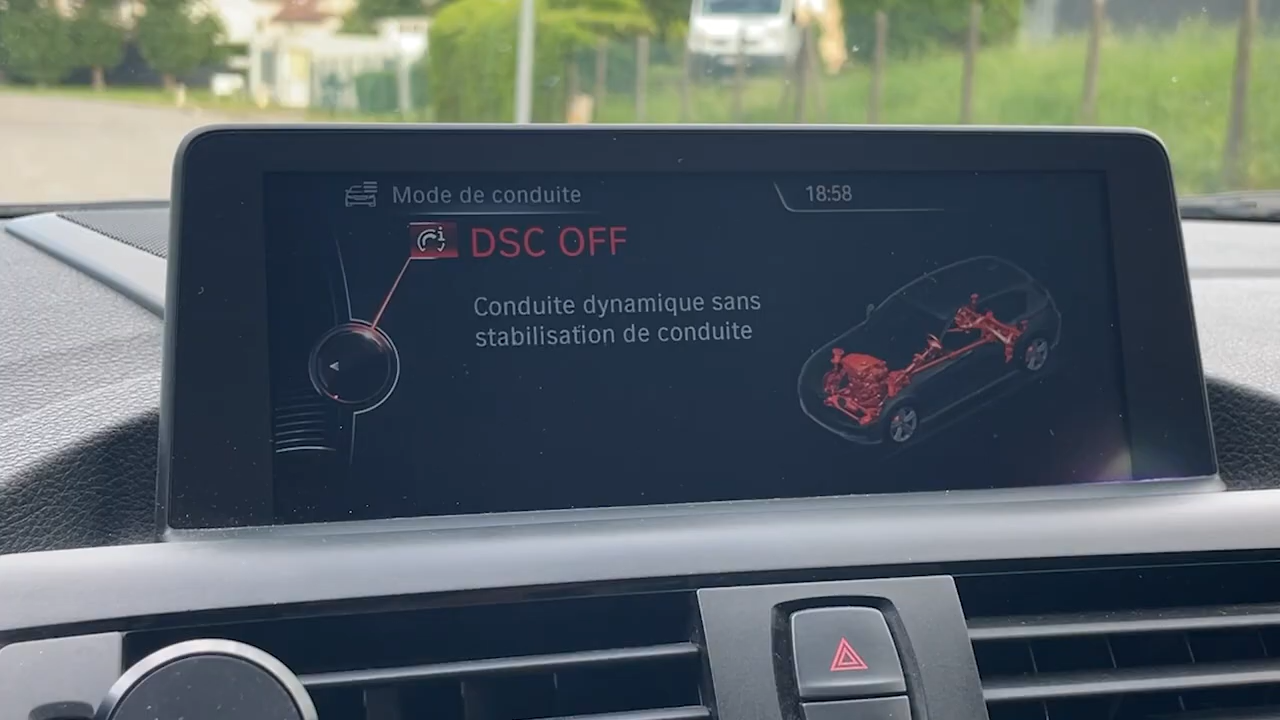 Mode de conduite
18:58
DSC OFF
Conduite dynamique sans
stabilisation de conduite